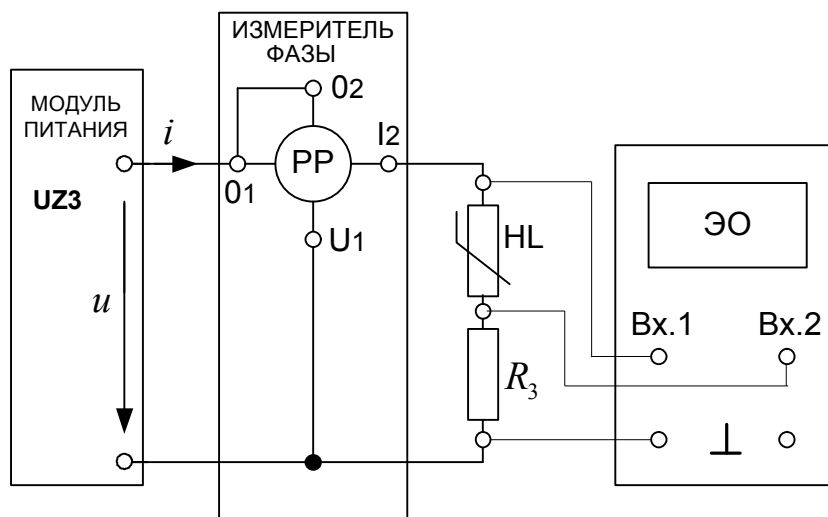 ИЗМЕРИТЕЛЬ
ФАЗЫ
МОДУЛЬ
ПИТАНИЯ
UZ3
i
u
02
01
PP
I2
U1
HL
R3
ЭО
Вх.1
Вх.2